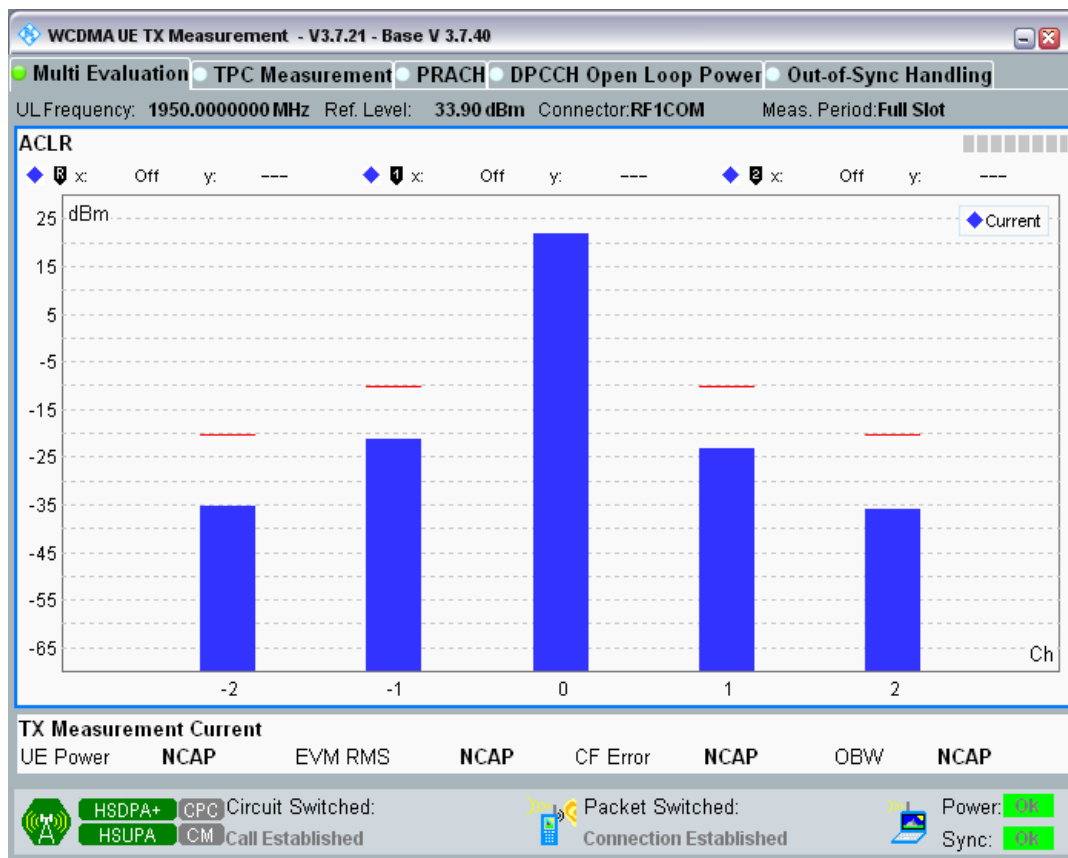 WCDMA UE TX Measurement - V3.7.21 - Base V 3.7.40
Multi Evaluation TPC Measurement PRACH DPCCH Open Loop Power Out-of-Sync Handling
UL Frequency: 1950.0000000 MHz Ref. Level: 33.90 dBm Connector:RF1COM Meas. Period:Full Slot
ACLR
R x: Off y: --- 1 x: Off y: --- 2 x: Off y: ---
dBm
Current
25
15
5
-5
-15
-25
-35
-45
-55
-65
Ch
-2 -1 0 1 2
TX Measurement Current
UE Power NCAP EVM RMS NCAP CF Error NCAP OBW NCAP
HSDPA+ CPC Circuit Switched: Packet Switched: Power: OK
HSUPA CM Call Established Connection Established Sync: OK